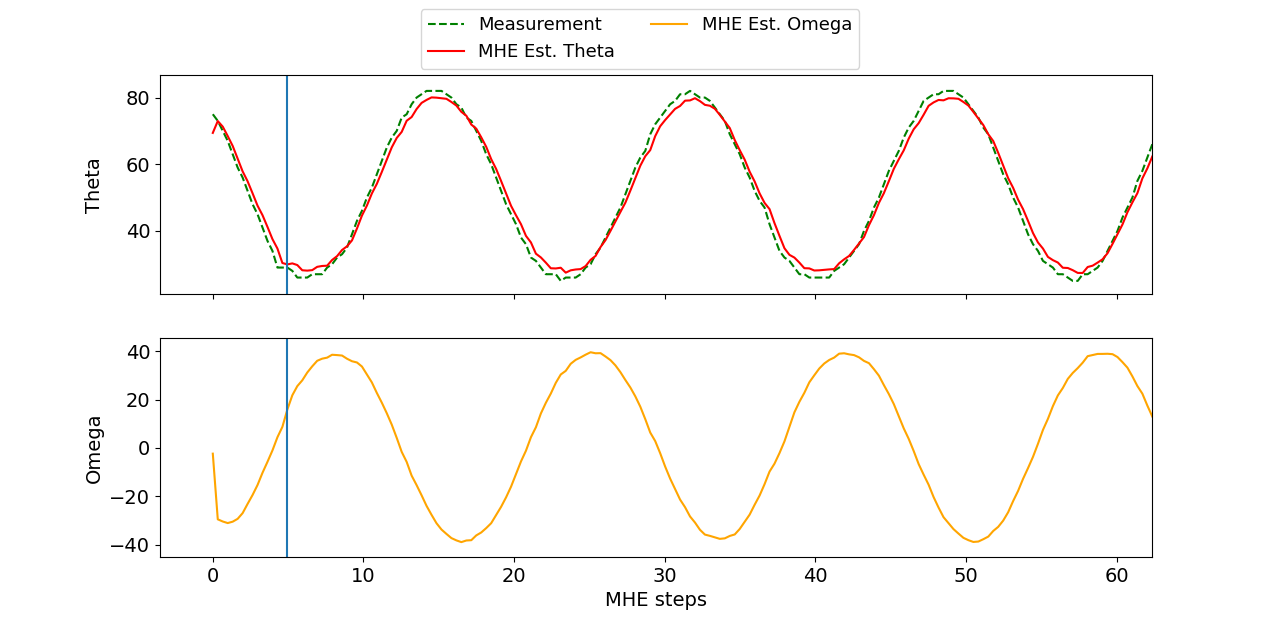 Measurement
MHE Est. Theta
MHE Est. Omega
Theta
80
60
40
Omega
40
20
0
−20
−40
0 10 20 30 40 50 60
MHE steps